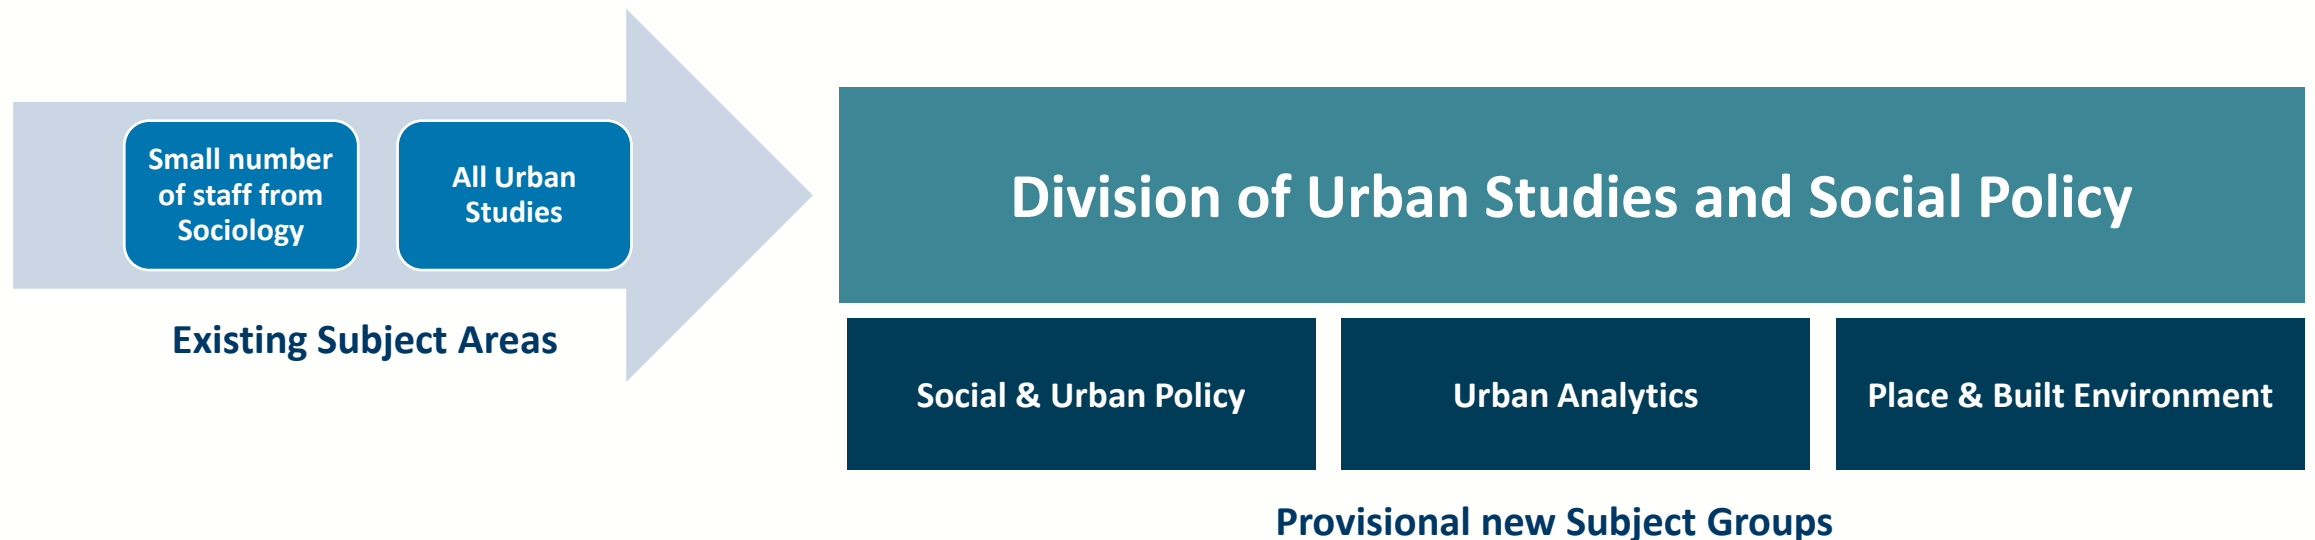 Small number
of staff from
Sociology
All Urban
Studies
Existing Subject Areas
Division of Urban Studies and Social Policy
Social & Urban Policy
Urban Analytics
Place & Built Environment
Provisional new Subject Groups